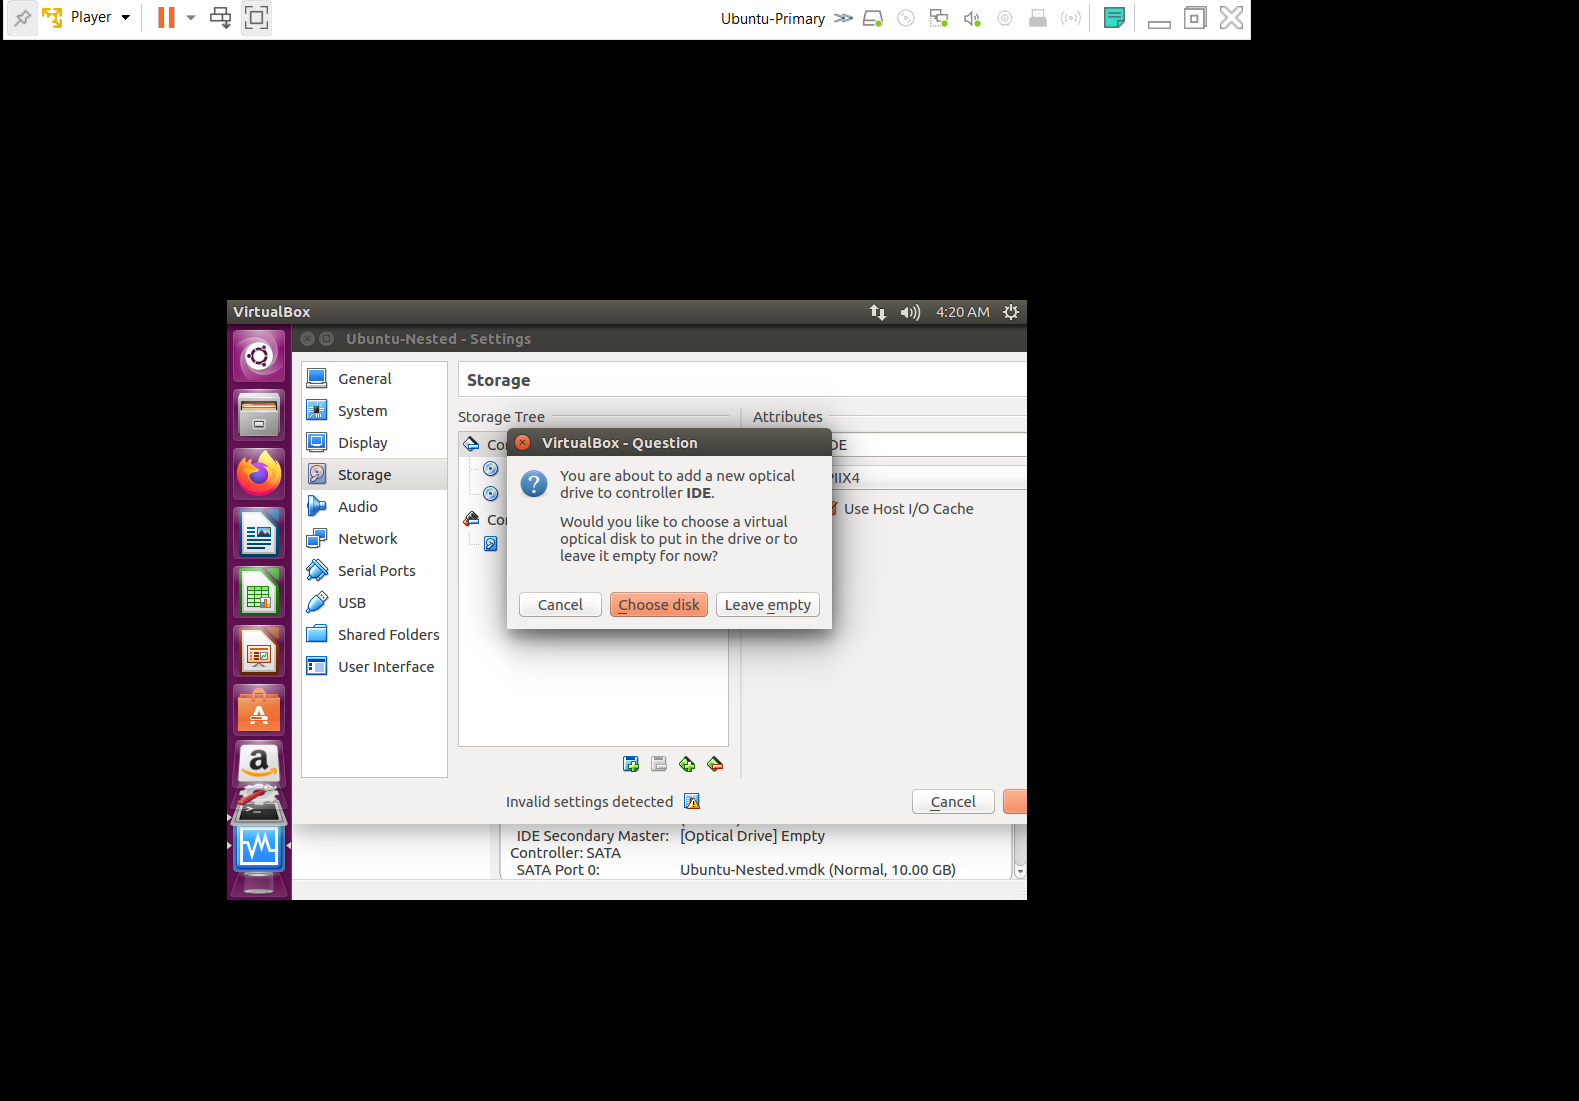 Player
Ubuntu-Primary
VirtualBox
4:20 AM
Ubuntu-Nested - Settings
General
System
Display
Storage
Audio
Network
Serial Ports
USB
Shared Folders
User Interface
Storage
Storage Tree
Attributes
Co
DE
PIIX4
Use Host I/O Cache
Con
VirtualBox - Question
You are about to add a new optical
drive to controller IDE.
Would you like to choose a virtual
optical disk to put in the drive or to
leave it empty for now?
Cancel
Choose disk
Leave empty
Invalid settings detected
Cancel
IDE Secondary Master: [Optical Drive] Empty
Controller: SATA
SATA Port 0: Ubuntu-Nested.vmdk (Normal, 10.00 GB)